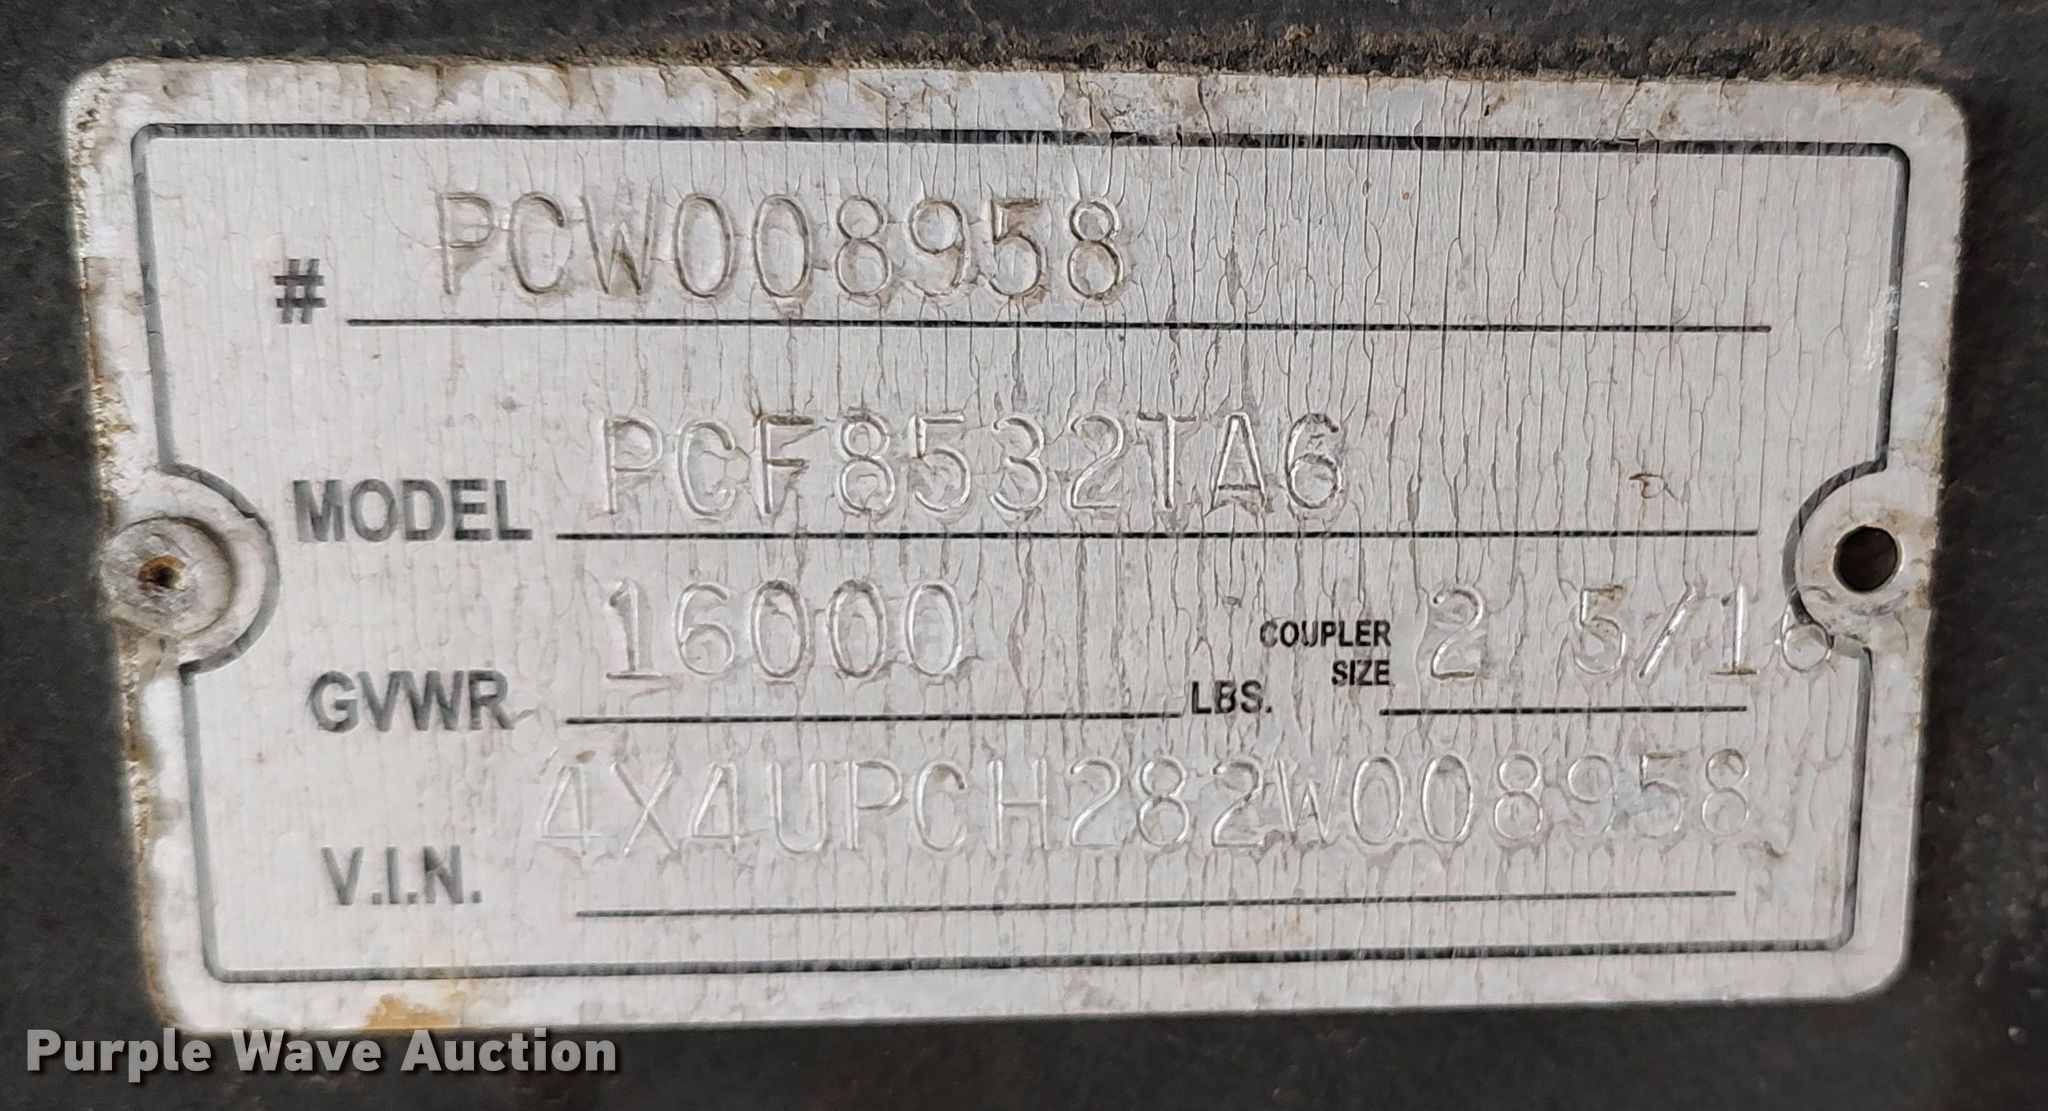 # PCW008958
MODEL PCF8532TA6
GVWR 16000 LBS. COUPLER SIZE 2 5/16
V.I.N. 4X4UPCH282W008958
Purple Wave Auction